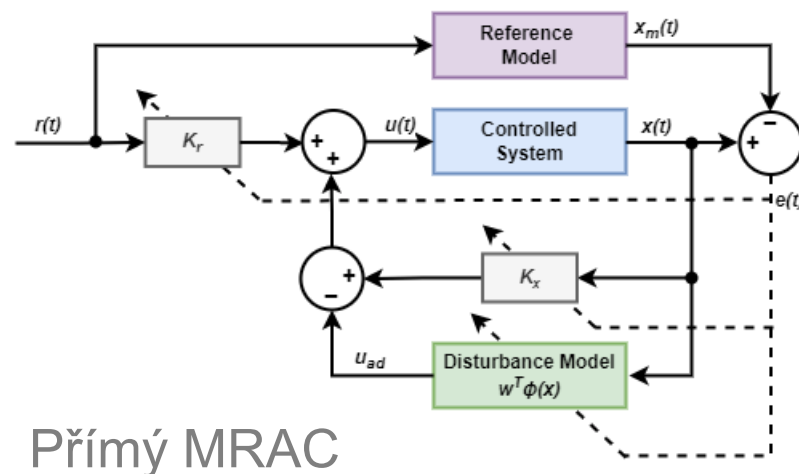 Reference
Model
x_m(t)
r(t)
K_r
+
+
u(t)
Controlled
System
x(t)
+
-
e(t)
K_x
+
-
u_ad
Disturbance Model
w^T ϕ(x)
Přímý MRAC